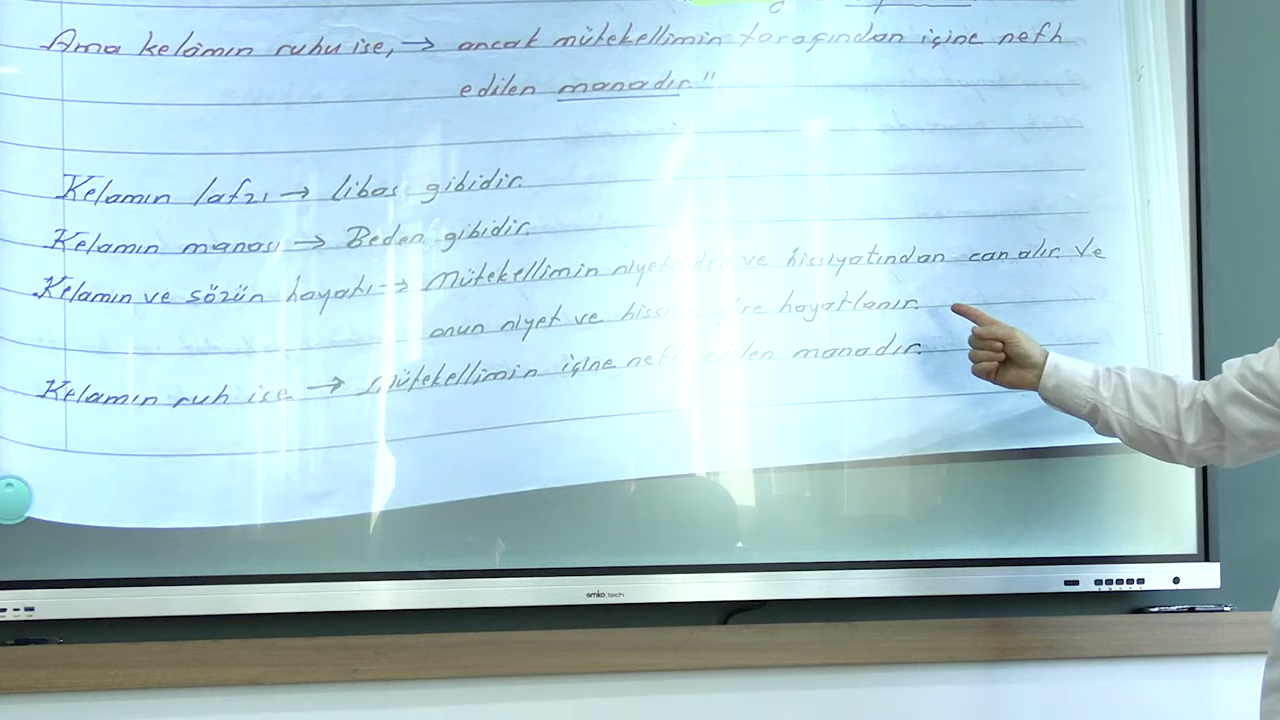 Ama kelâmın ruhu ise, → ancak mütekellimin tarafından içine nefh
edilen manadır."
Kelamın lafzı → libas gibidir.
Kelamın manası → Beden gibidir.
Kelamın ve sözün hayatı → Mütekellimin niyetinden ve hissiyatından can alır. Ve
onun niyet ve hissine göre hayatlanır.
Kelamın ruh ise → Mütekellimin içine nefh edilen manadır.
amko tech